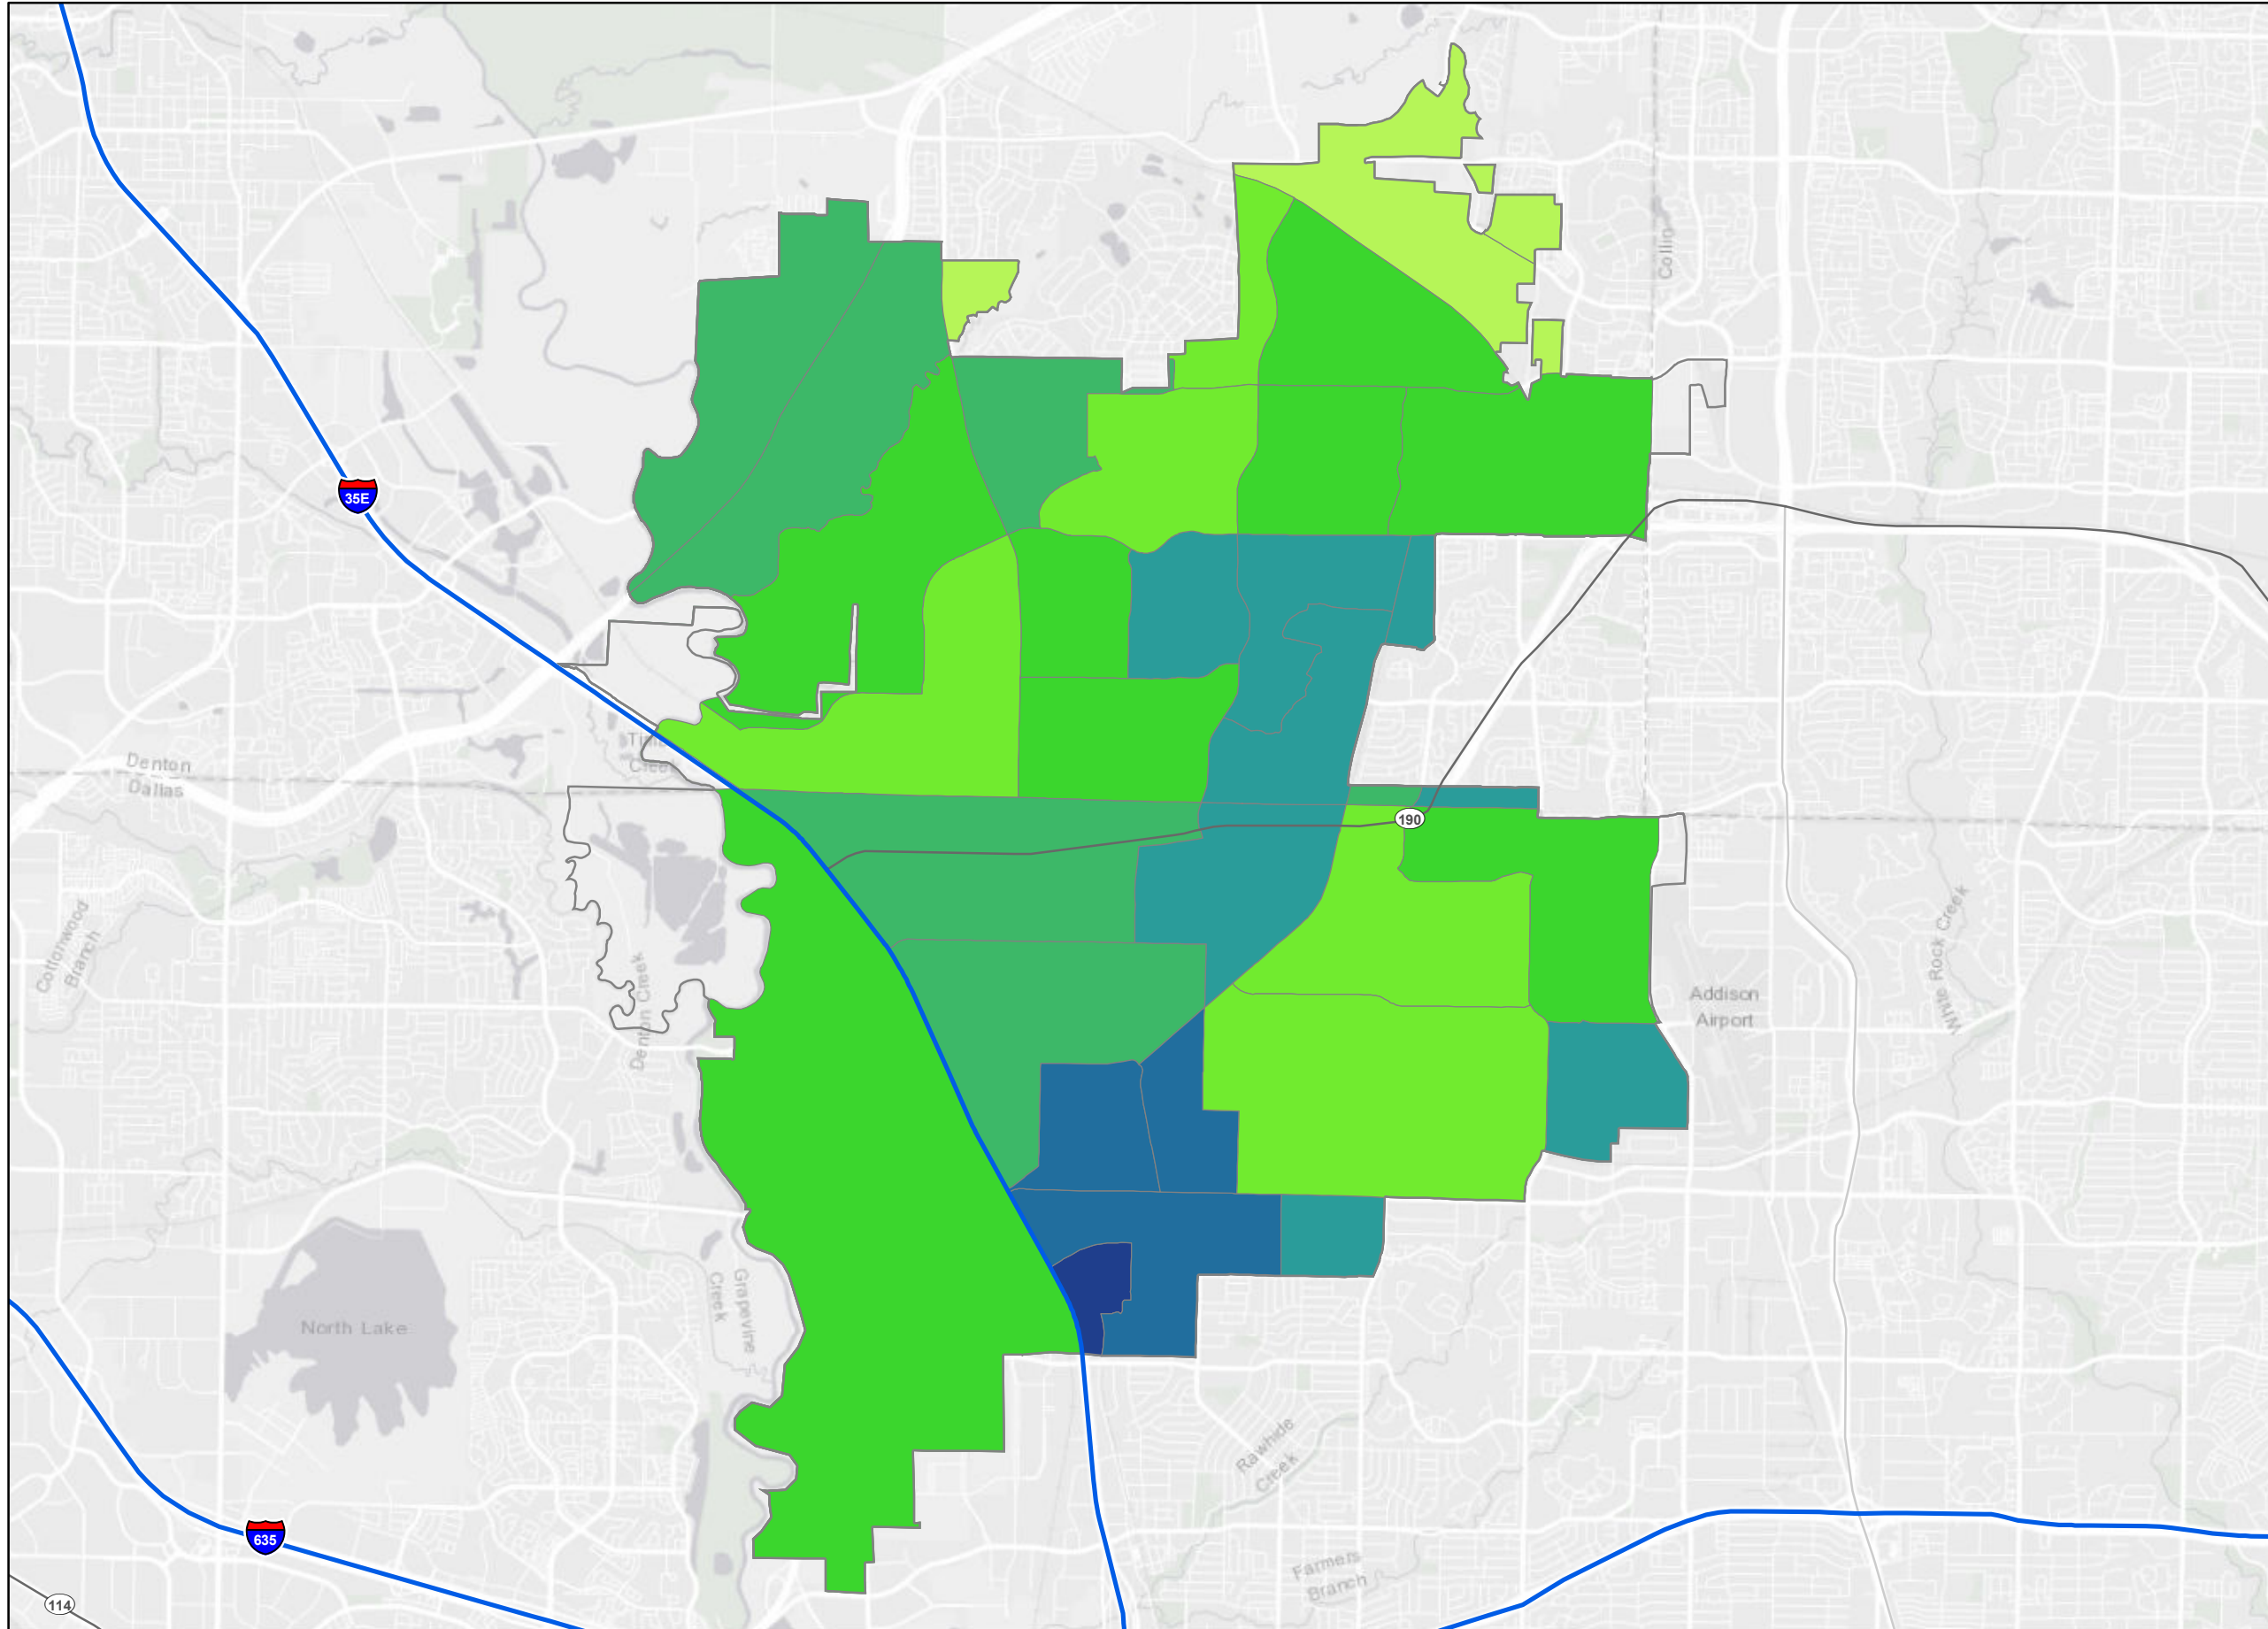 Collin
35E
Denton
Dallas
Creek
190
Cottonwood
Branch
Denton Creek
White Rock Creek
Addison
Airport
North Lake
Grapevine
Creek
Rawhide
Creek
635
Farmers
Branch
114